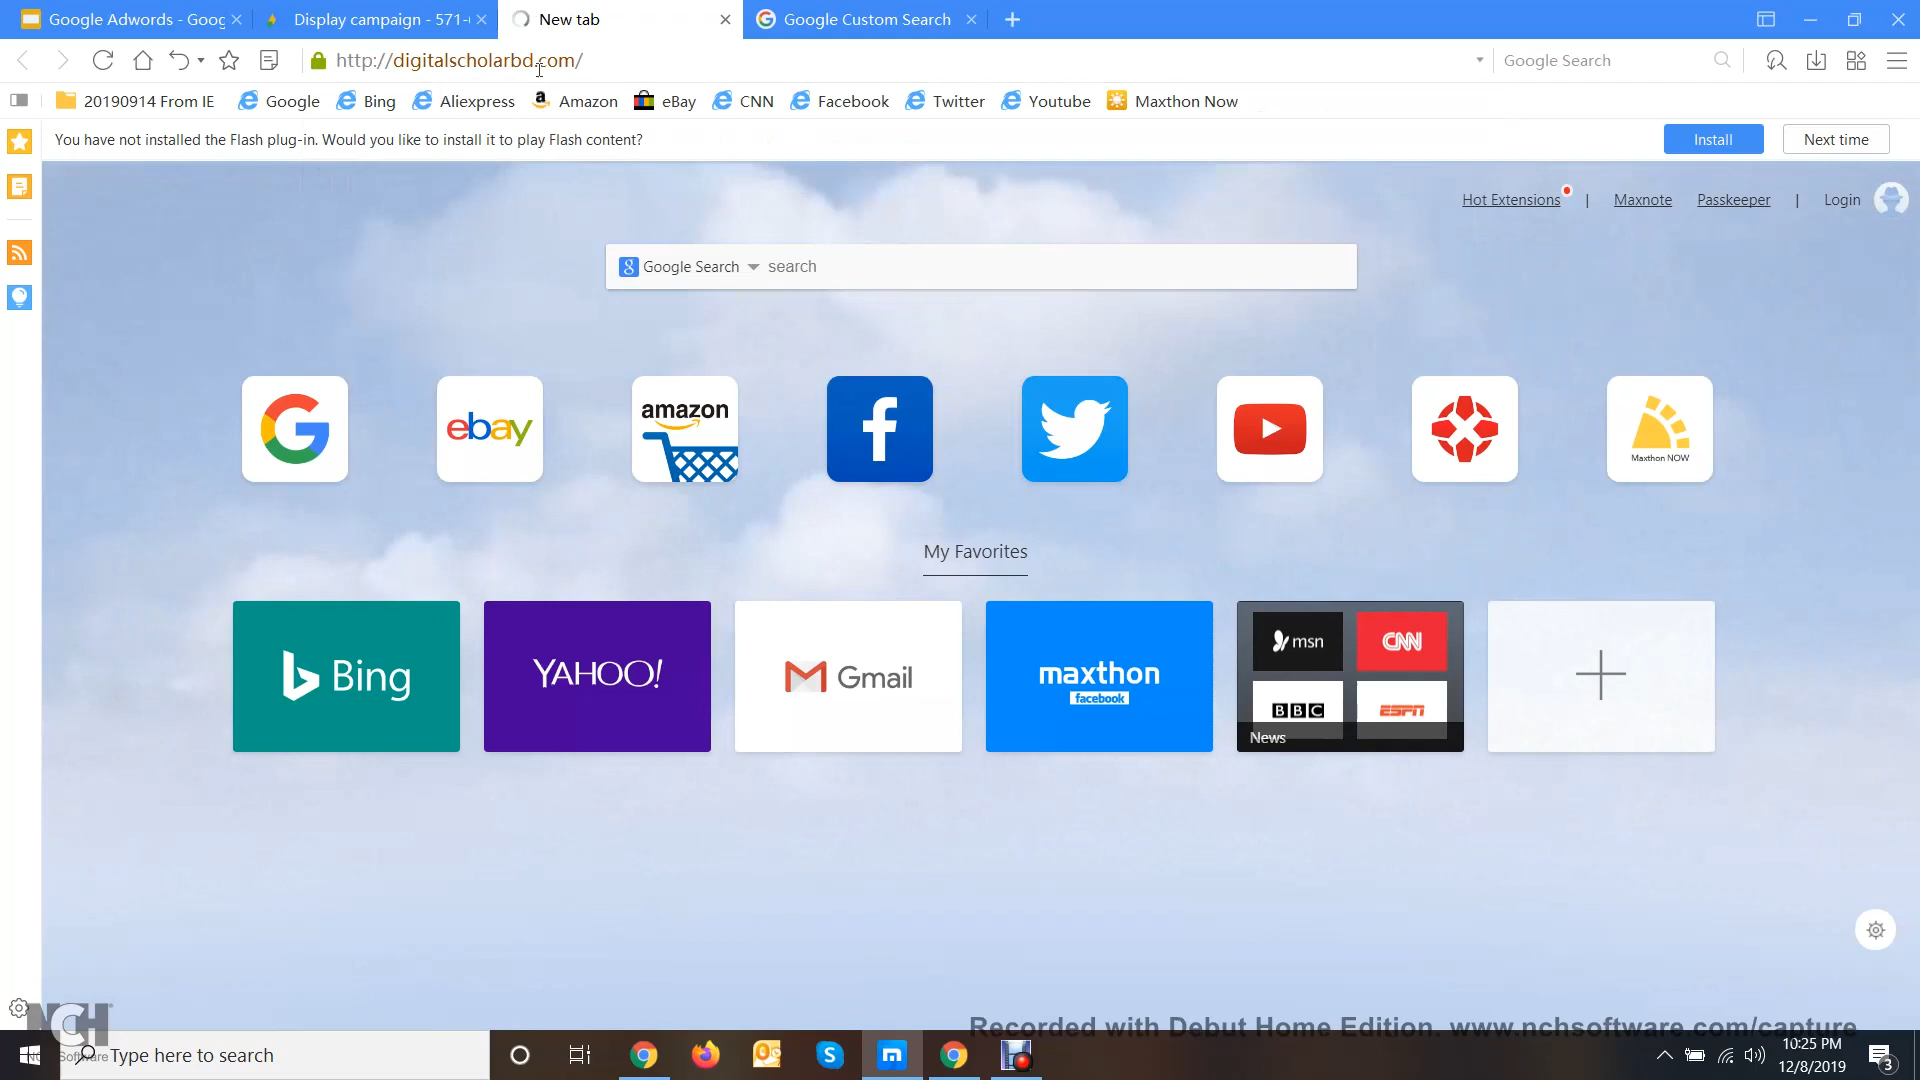 Google Adwords - Goog
Display campaign - 571-
New tab
Google Custom Search
http://digitalscholarbd.com/
Google Search
20190914 From IE
Google
Bing
Aliexpress
Amazon
eBay
CNN
Facebook
Twitter
Youtube
Maxthon Now
You have not installed the Flash plug-in. Would you like to install it to play Flash content?
Install
Next time
Hot Extensions | Maxnote Passkeeper | Login
Google Search search
ebay
amazon
Maxthon NOW
My Favorites
Bing
YAHOO!
Gmail
maxthon
facebook
msn
CNN
BBC
ESPN
News
NCH
Software
Recorded with Debut Home Edition. www.nchsoftware.com/capture
Type here to search
10:25 PM
12/8/2019
3